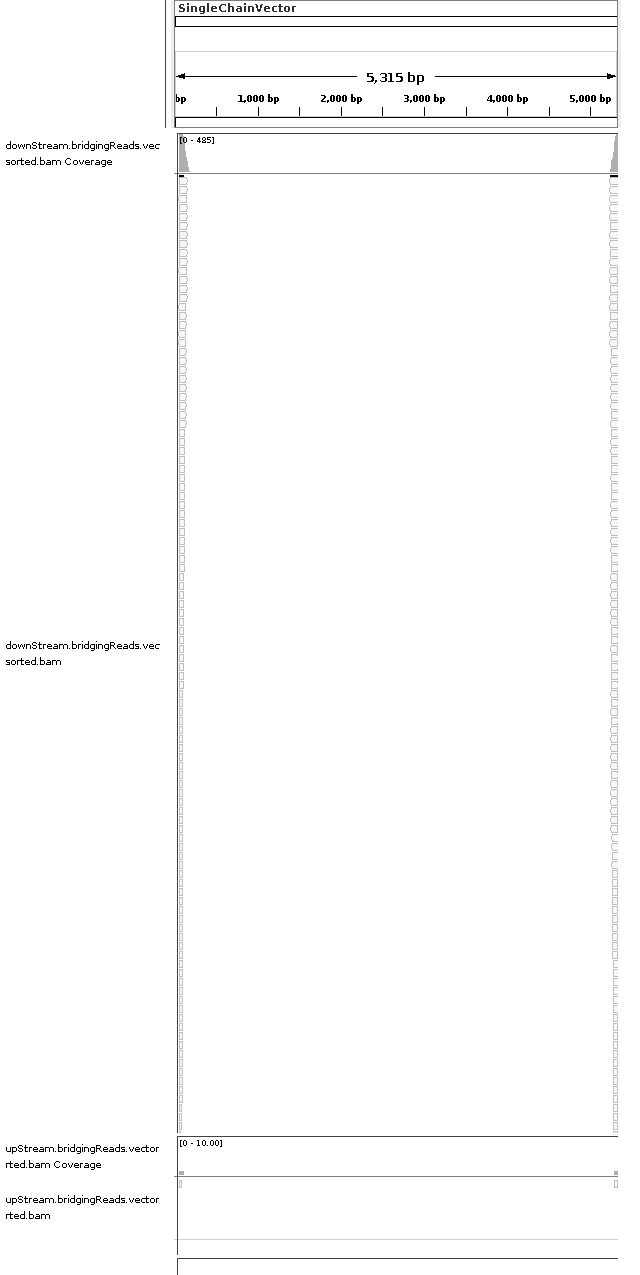 SingleChainVector
5,315 bp
bp 1,000 bp 2,000 bp 3,000 bp 4,000 bp 5,000 bp
downStream.bridgingReads.vec
sorted.bam Coverage
[0 - 485]
downStream.bridgingReads.vec
sorted.bam
upStream.bridgingReads.vector
rted.bam Coverage
[0 - 10.00]
upStream.bridgingReads.vector
rted.bam